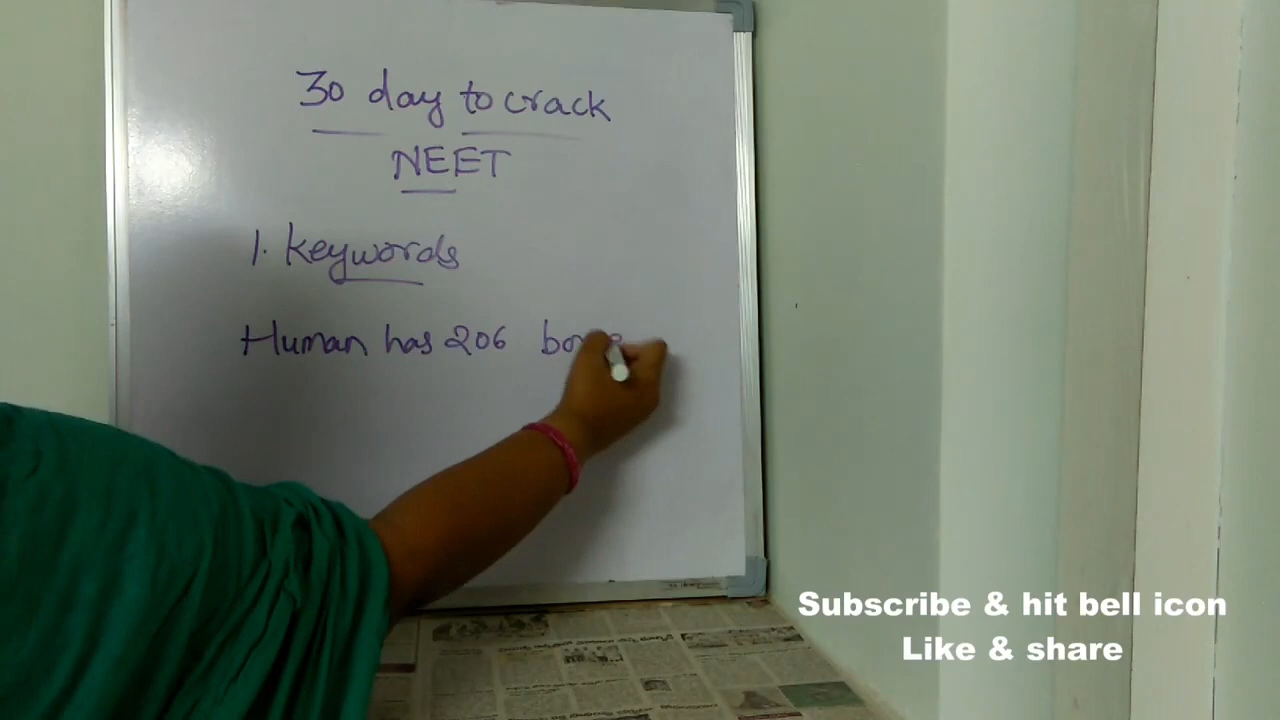 30 day to crack
NEET
1. Keywords
Human has 206
Subscribe & hit bell icon
Like & share